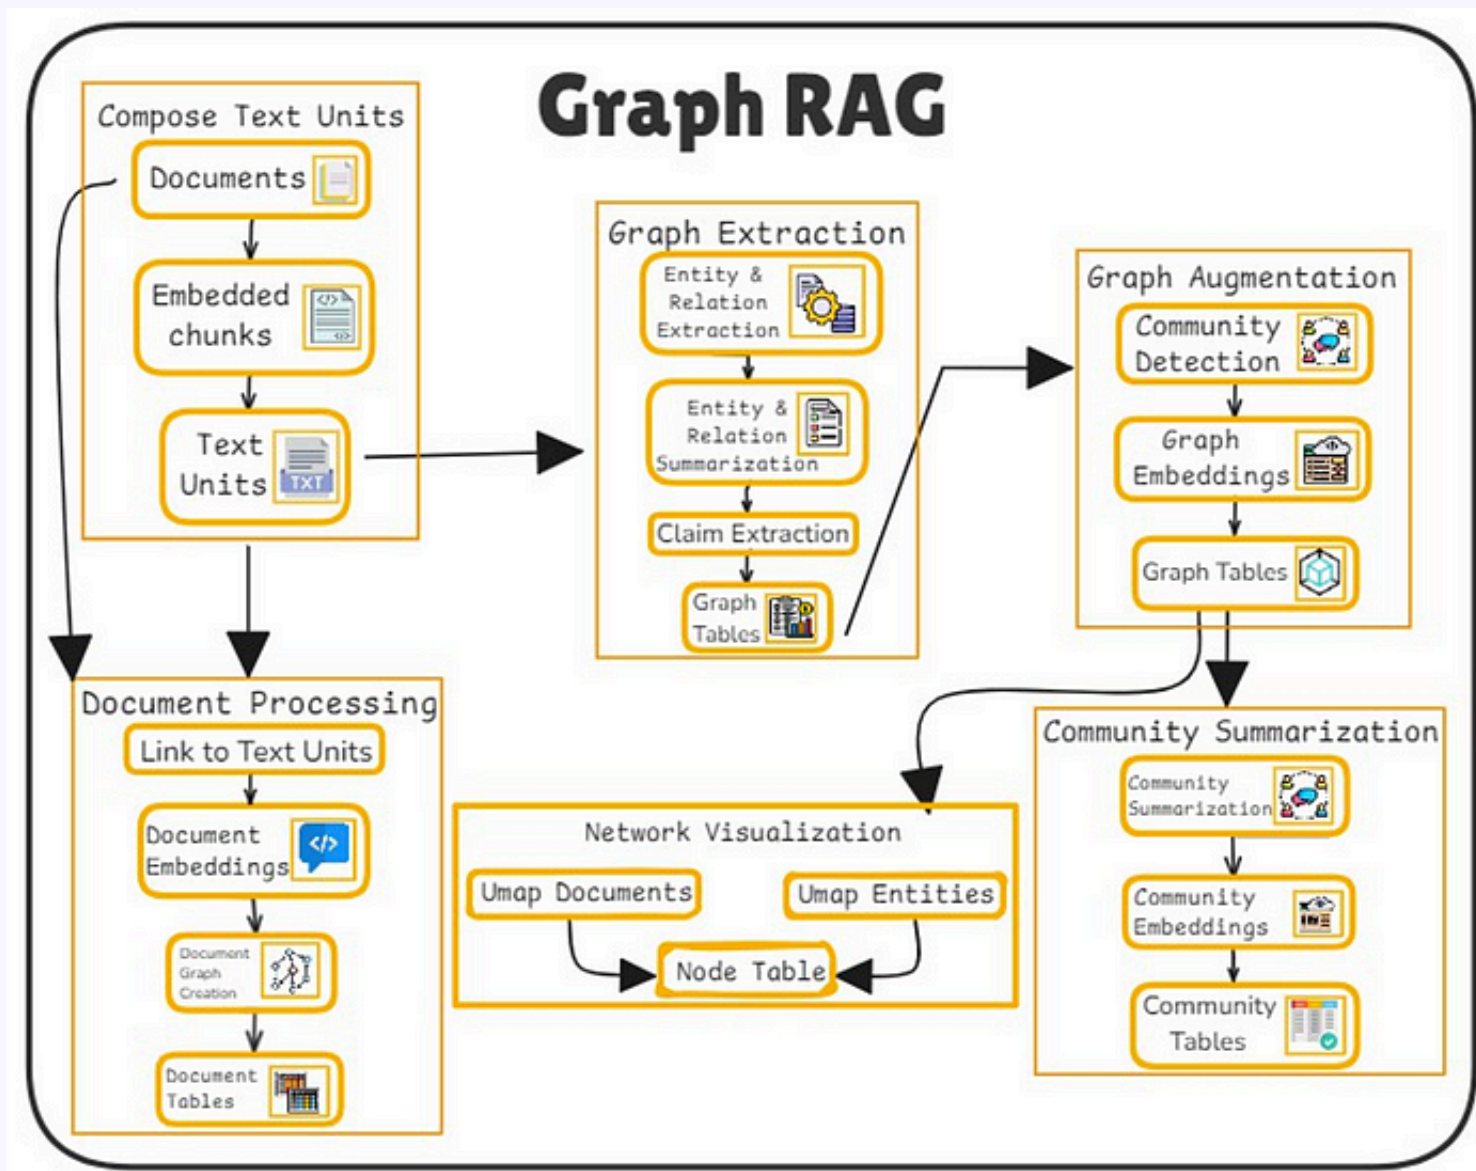 Graph RAG
Compose Text Units
Documents
Embedded
chunks
Text
Units
TXT
Graph Extraction
Entity &
Relation
Extraction
Entity &
Relation
Summarization
Claim Extraction
Graph
Tables
Graph Augmentation
Community
Detection
Graph
Embeddings
Graph Tables
Document Processing
Link to Text Units
Document
Embeddings
Document
Graph
Creation
Document
Tables
Network Visualization
Umap Documents
Umap Entities
Node Table
Community Summarization
Community
Summarization
Community
Embeddings
Community
Tables